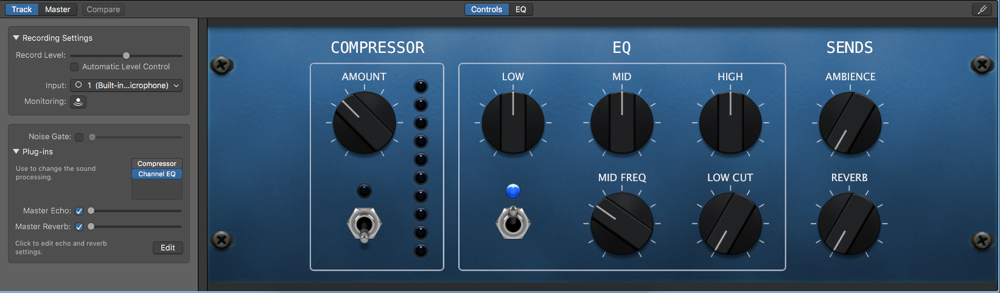 Track Master Compare Controls EQ
Recording Settings
Record Level:
Automatic Level Control
Input: 1 (Built-in...icrophone)
Monitoring:
Noise Gate:
Plug-ins
Use to change the sound
processing.
Compressor
Channel EQ
Master Echo:
Master Reverb:
Click to edit echo and reverb
settings.
Edit
COMPRESSOR
AMOUNT
EQ
LOW MID HIGH
MID FREQ LOW CUT
SENDS
AMBIENCE
REVERB